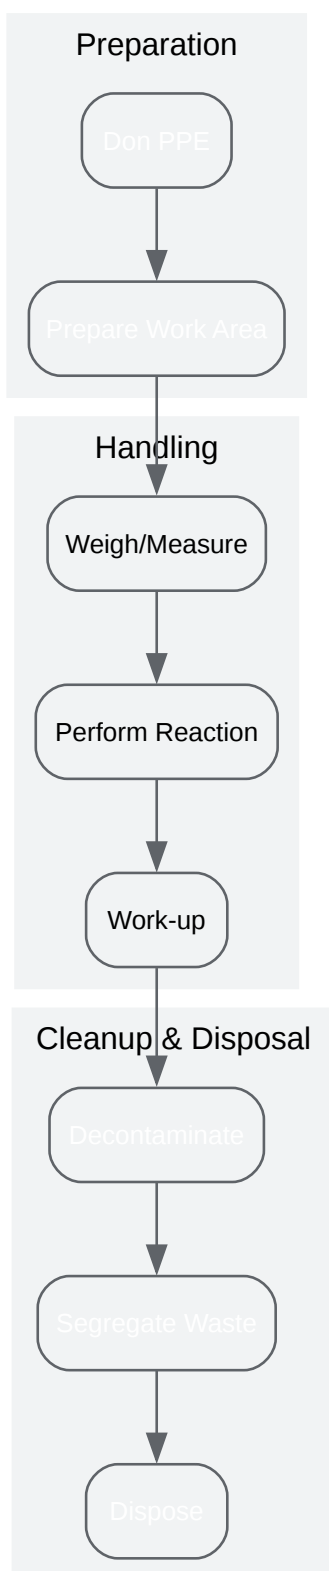 Preparation
Don PPE
Prepare Work Area
Handling
Weigh/Measure
Perform Reaction
Work-up
Cleanup & Disposal
Decontaminate
Segregate Waste
Dispose